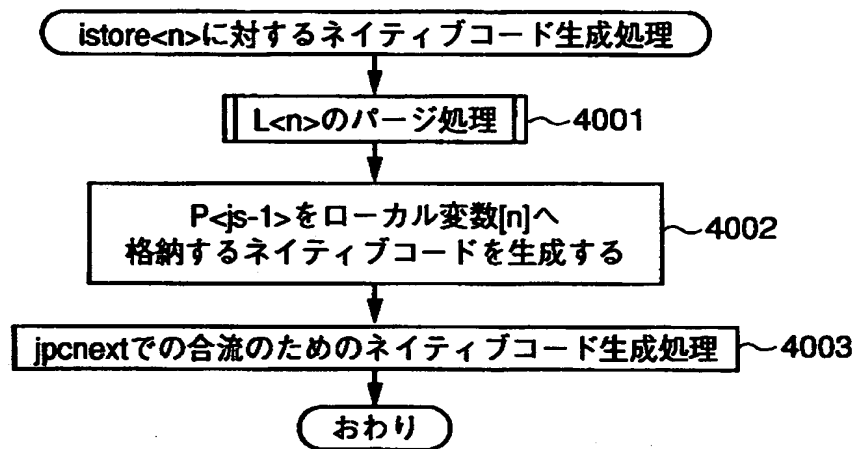 istore<n>に対するネイティブコード生成処理
L<n>のパージ処理
4001
P<js-1>をローカル変数[n]へ
格納するネイティブコードを生成する
4002
jpcnextでの合流のためのネイティブコード生成処理
4003
おわり